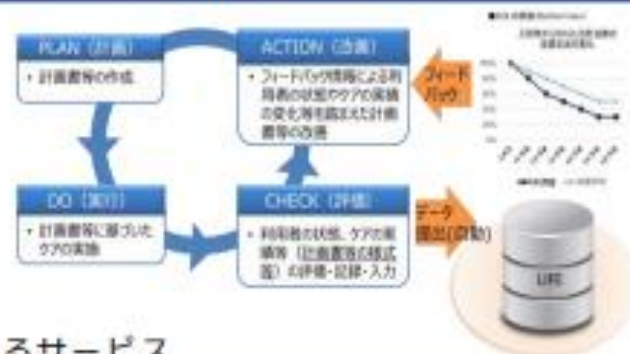 PLAN（計画）
・計画書等の作成
ACTION（改善）
・フィードバック情報による利
用者の状態やケアの実績
の変化等を踏まえた計画
書等の改善
フィード
バック
DO（実行）
・計画書等に基づいた
ケアの実施
CHECK（評価）
・利用者の状態、ケアの実
績等（計画書等の様式
等）の評価・記録・入力
データ
提出(自動)
LIFE
るサービス